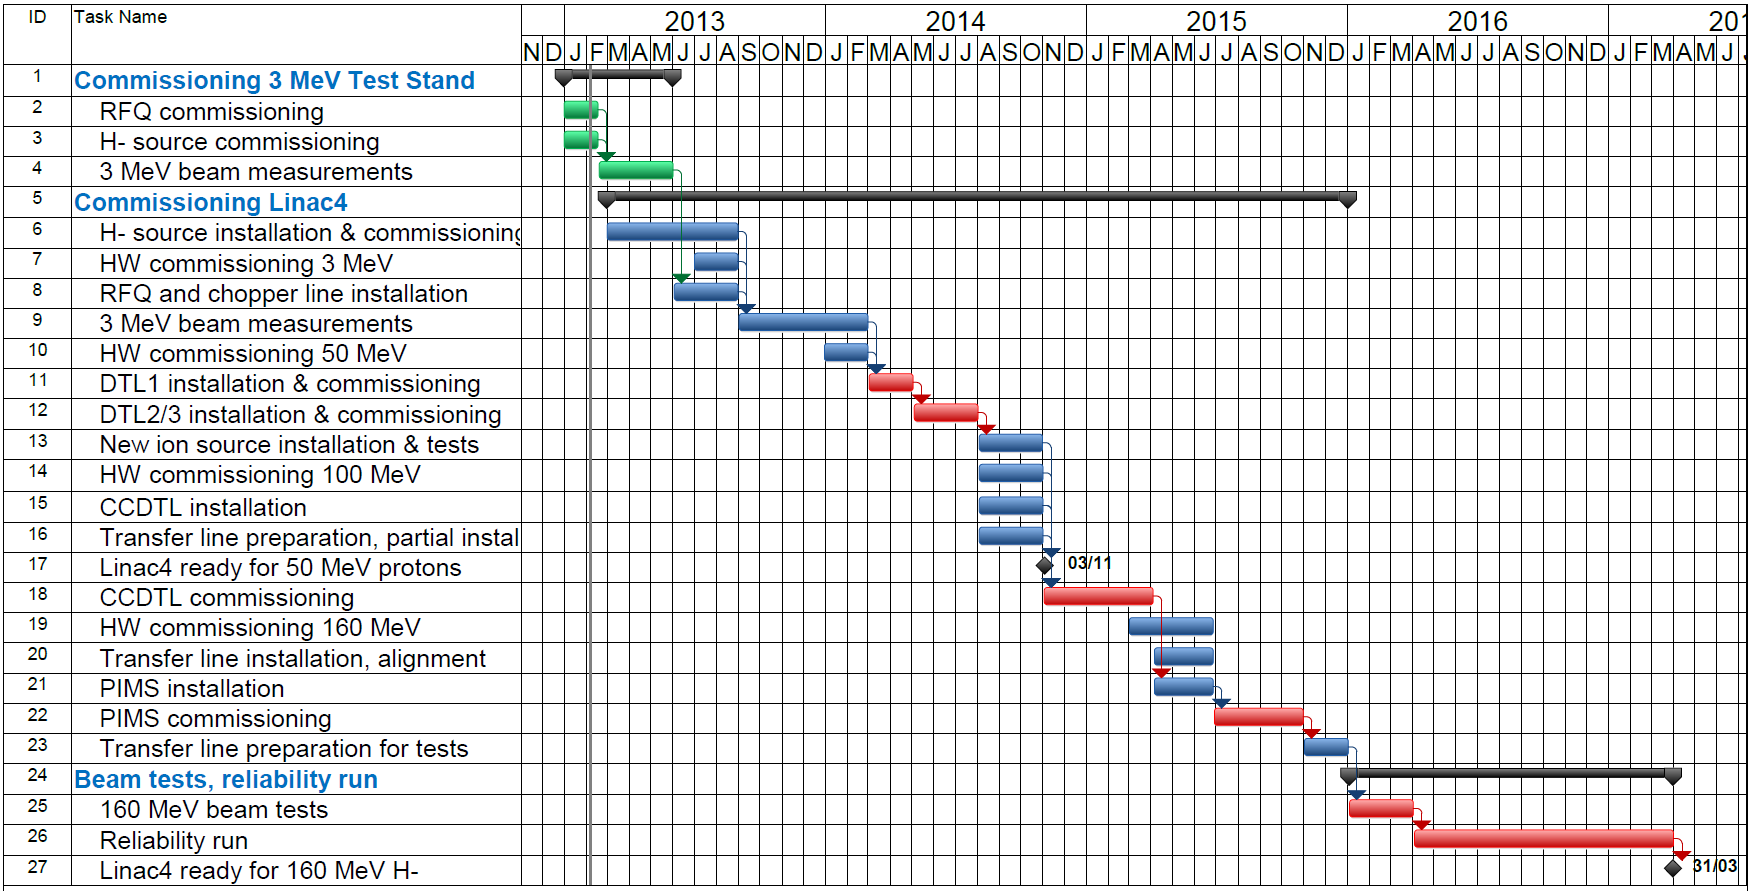 ID Task Name 2013 2014 2015 2016 201
N D J F M A M J J A S O N D J F M A M J J A S O N D J F M A M J J A S O N D J F M A M J J A S O N D J F M A M J J
1 Commissioning 3 MeV Test Stand
2 RFQ commissioning
3 H- source commissioning
4 3 MeV beam measurements
5 Commissioning Linac4
6 H- source installation & commissioning
7 HW commissioning 3 MeV
8 RFQ and chopper line installation
9 3 MeV beam measurements
10 HW commissioning 50 MeV
11 DTL1 installation & commissioning
12 DTL2/3 installation & commissioning
13 New ion source installation & tests
14 HW commissioning 100 MeV
15 CCDTL installation
16 Transfer line preparation, partial instal
17 Linac4 ready for 50 MeV protons 03/11
18 CCDTL commissioning
19 HW commissioning 160 MeV
20 Transfer line installation, alignment
21 PIMS installation
22 PIMS commissioning
23 Transfer line preparation for tests
24 Beam tests, reliability run
25 160 MeV beam tests
26 Reliability run
27 Linac4 ready for 160 MeV H- 31/03